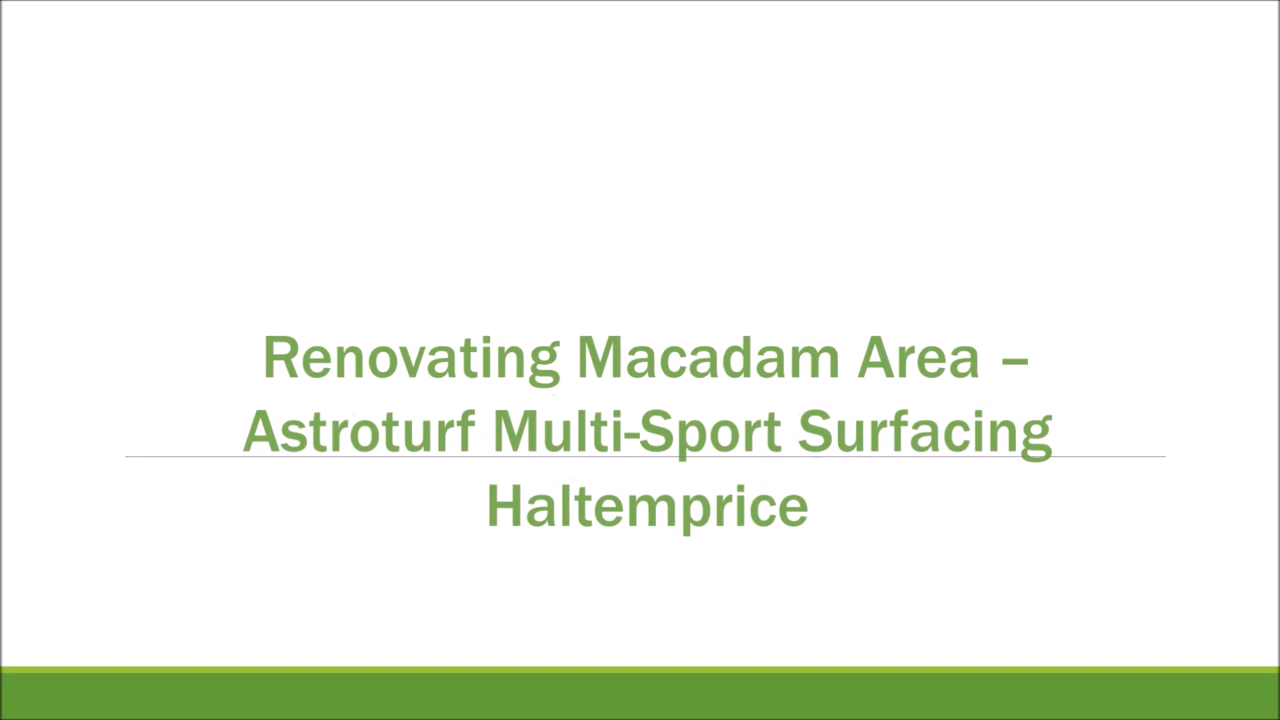 Renovating Macadam Area –
Astroturf Multi-Sport Surfacing
Haltemprice